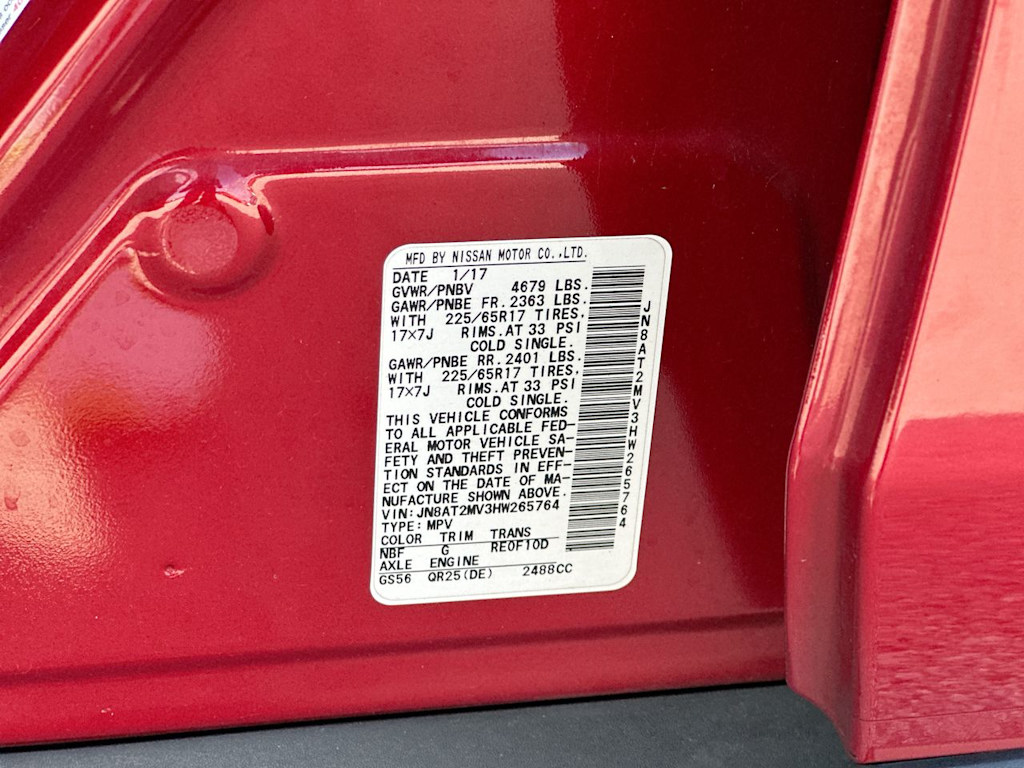 MFD BY NISSAN MOTOR CO.,LTD.
DATE 1/17
GVWR/PNBV 4679 LBS.
GAWR/PNBE FR.2363 LBS.
WITH 225/65R17 TIRES.
17×7J RIMS.AT 33 PSI
COLD SINGLE.
GAWR/PNBE RR.2401 LBS.
WITH 225/65R17 TIRES.
17×7J RIMS.AT 33 PSI
COLD SINGLE.
THIS VEHICLE CONFORMS
TO ALL APPLICABLE FED-
ERAL MOTOR VEHICLE SA-
FETY AND THEFT PREVEN-
TION STANDARDS IN EFF-
ECT ON THE DATE OF MA-
NUFACTURE SHOWN ABOVE.
VIN:JN8AT2MV3HW265764
TYPE:MPV
COLOR TRIM TRANS
NBF G RE0F10D
AXLE ENGINE
GS56 QR25(DE) 2488CC
JN8AT2MV3HW265764